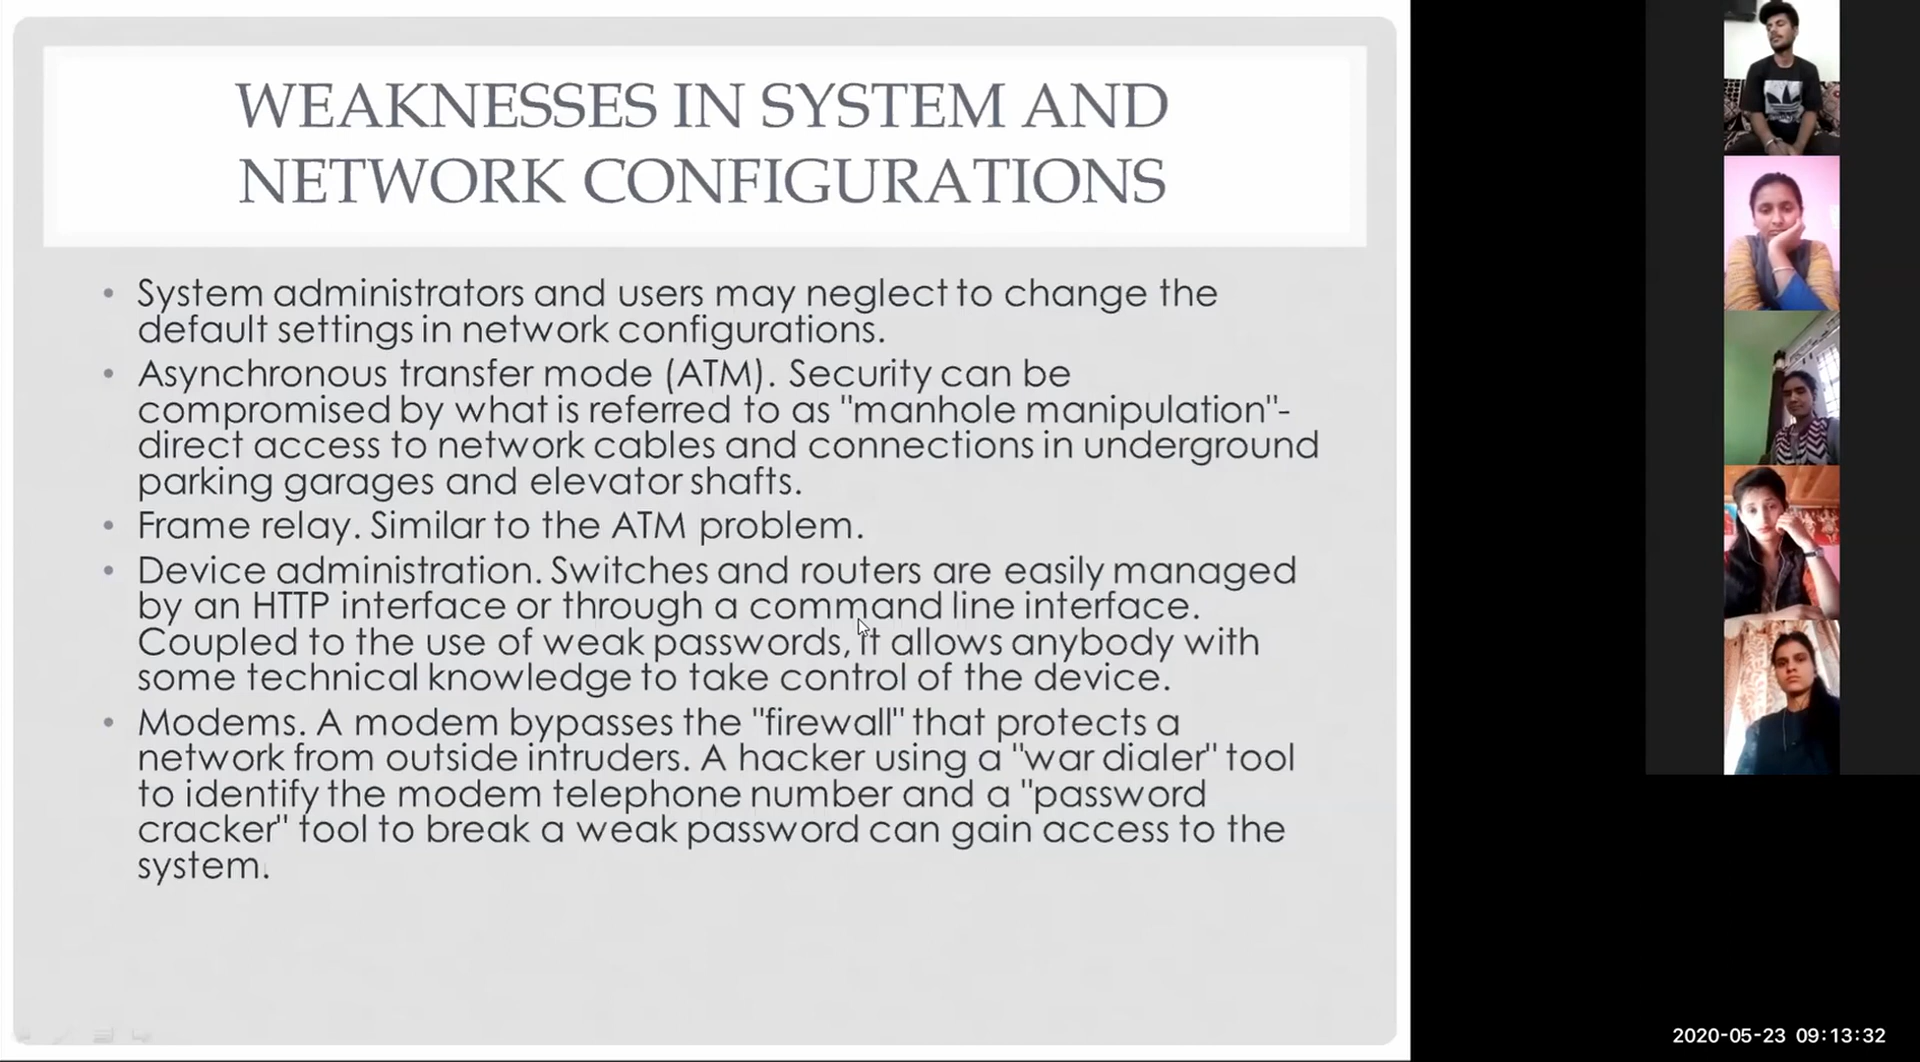 WEAKNESSES IN SYSTEM AND
NETWORK CONFIGURATIONS
• System administrators and users may neglect to change the
default settings in network configurations.
• Asynchronous transfer mode (ATM). Security can be
compromised by what is referred to as "manhole manipulation"-
direct access to network cables and connections in underground
parking garages and elevator shafts.
• Frame relay. Similar to the ATM problem.
• Device administration. Switches and routers are easily managed
by an HTTP interface or through a command line interface.
Coupled to the use of weak passwords, it allows anybody with
some technical knowledge to take control of the device.
• Modems. A modem bypasses the "firewall" that protects a
network from outside intruders. A hacker using a "war dialer" tool
to identify the modem telephone number and a "password
cracker" tool to break a weak password can gain access to the
system.
2020-05-23 09:13:32